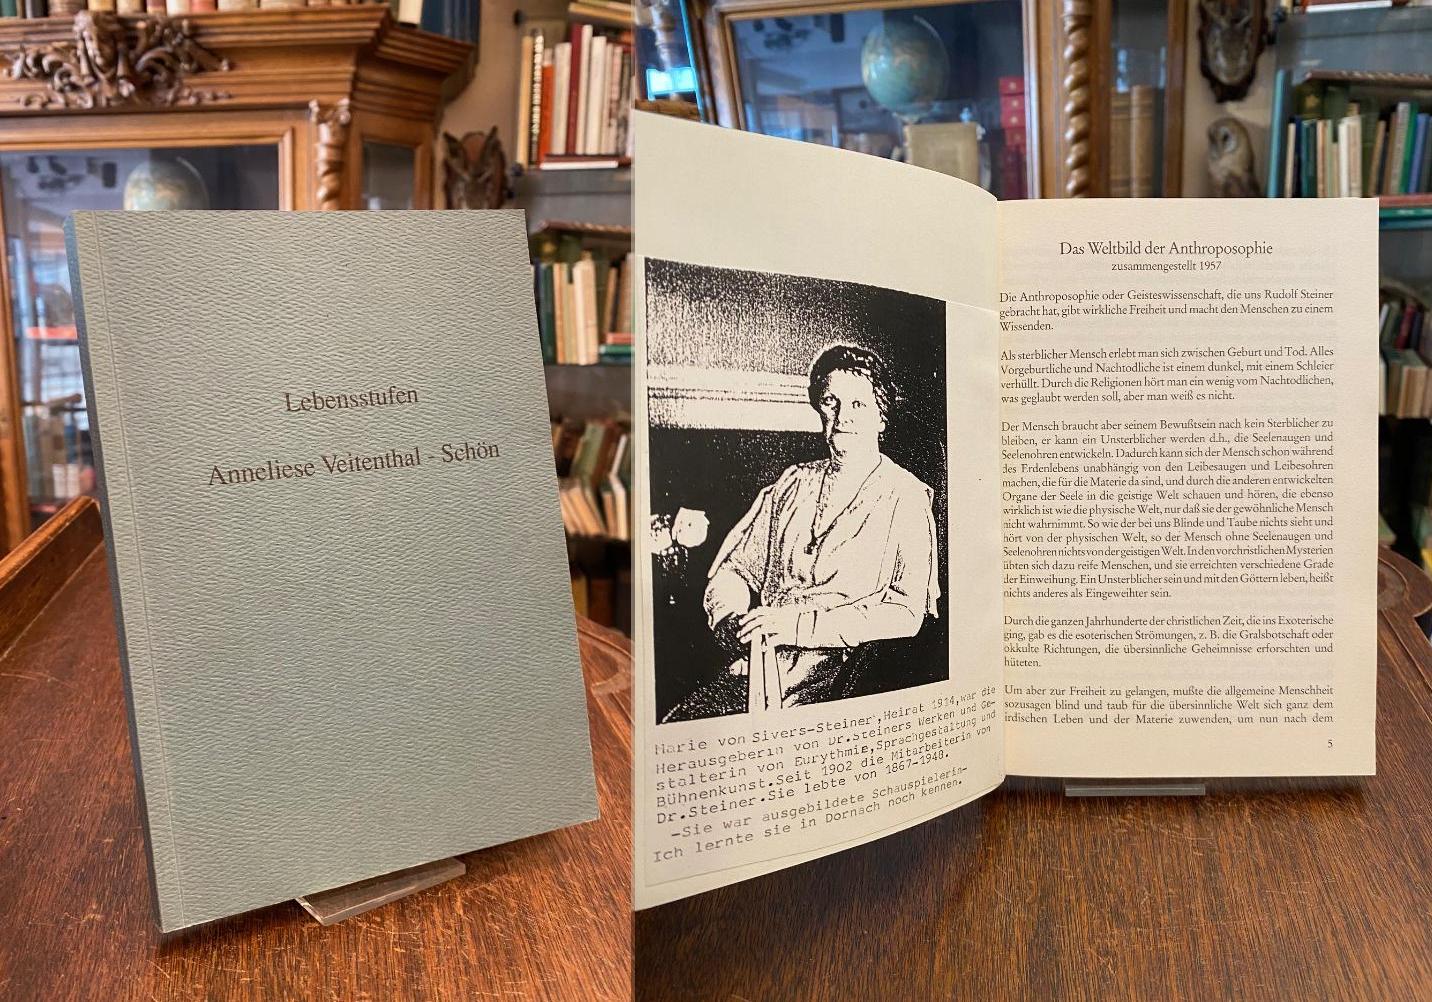 Lebensstufen
Anneliese Veitenthal - Schön
Marie von Sivers-Steiner, Heirat 1914, war die
Herausgeberin von Dr.Steiners Werken und Ge-
stalterin von Eurythmie,Sprachgestaltung und
Bühnenkunst.Seit 1902 die Mitarbeiterin von
Dr.Steiner.Sie lebte von 1867-1948.
-Sie war ausgebildete Schauspielerin-
Ich lernte sie in Dornach noch kennen.
Das Weltbild der Anthroposophie
zusammengestellt 1957
Die Anthroposophie oder Geisteswissenschaft, die uns Rudolf Steiner
gebracht hat, gibt wirkliche Freiheit und macht den Menschen zu einem
Wissenden.
Als sterblicher Mensch erlebt man sich zwischen Geburt und Tod. Alles
Vorgeburtliche und Nachtodliche ist einem dunkel, mit einem Schleier
verhüllt. Durch die Religionen hört man ein wenig vom Nachtodlichen,
was geglaubt werden soll, aber man weiß es nicht.
Der Mensch braucht aber seinem Bewußtsein nach kein Sterblicher zu
bleiben, er kann ein Unsterblicher werden d.h., die Seelenaugen und
Seelenohren entwickeln. Dadurch kann sich der Mensch schon während
des Erdenlebens unabhängig von den Leibesaugen und Leibesohren
machen, die für die Materie da sind, und durch die anderen entwickelten
Organe der Seele in die geistige Welt schauen und hören, die ebenso
wirklich ist wie die physische Welt, nur daß sie der gewöhnliche Mensch
nicht wahrnimmt. So wie der bei uns Blinde und Taube nichts sieht und
hört von der physischen Welt, so der Mensch ohne Seelenaugen und
Seelenohren nichts von der geistigen Welt. In den vorchristlichen Mysterien
übten sich dazu reife Menschen, und sie erreichten verschiedene Grade
der Einweihung. Ein Unsterblicher sein und mit den Göttern leben, heißt
nichts anderes als Eingeweihter sein.
Durch die ganzen Jahrhunderte der christlichen Zeit, die ins Exoterische
ging, gab es die esoterischen Strömungen, z. B. die Gralsbotschaft oder
okkulte Richtungen, die übersinnliche Geheimnisse erforschten und
hüteten.
Um aber zur Freiheit zu gelangen, mußte die allgemeine Menschheit
sozusagen blind und taub für die übersinnliche Welt sich ganz dem
irdischen Leben und der Materie zuwenden, um nun nach dem
5